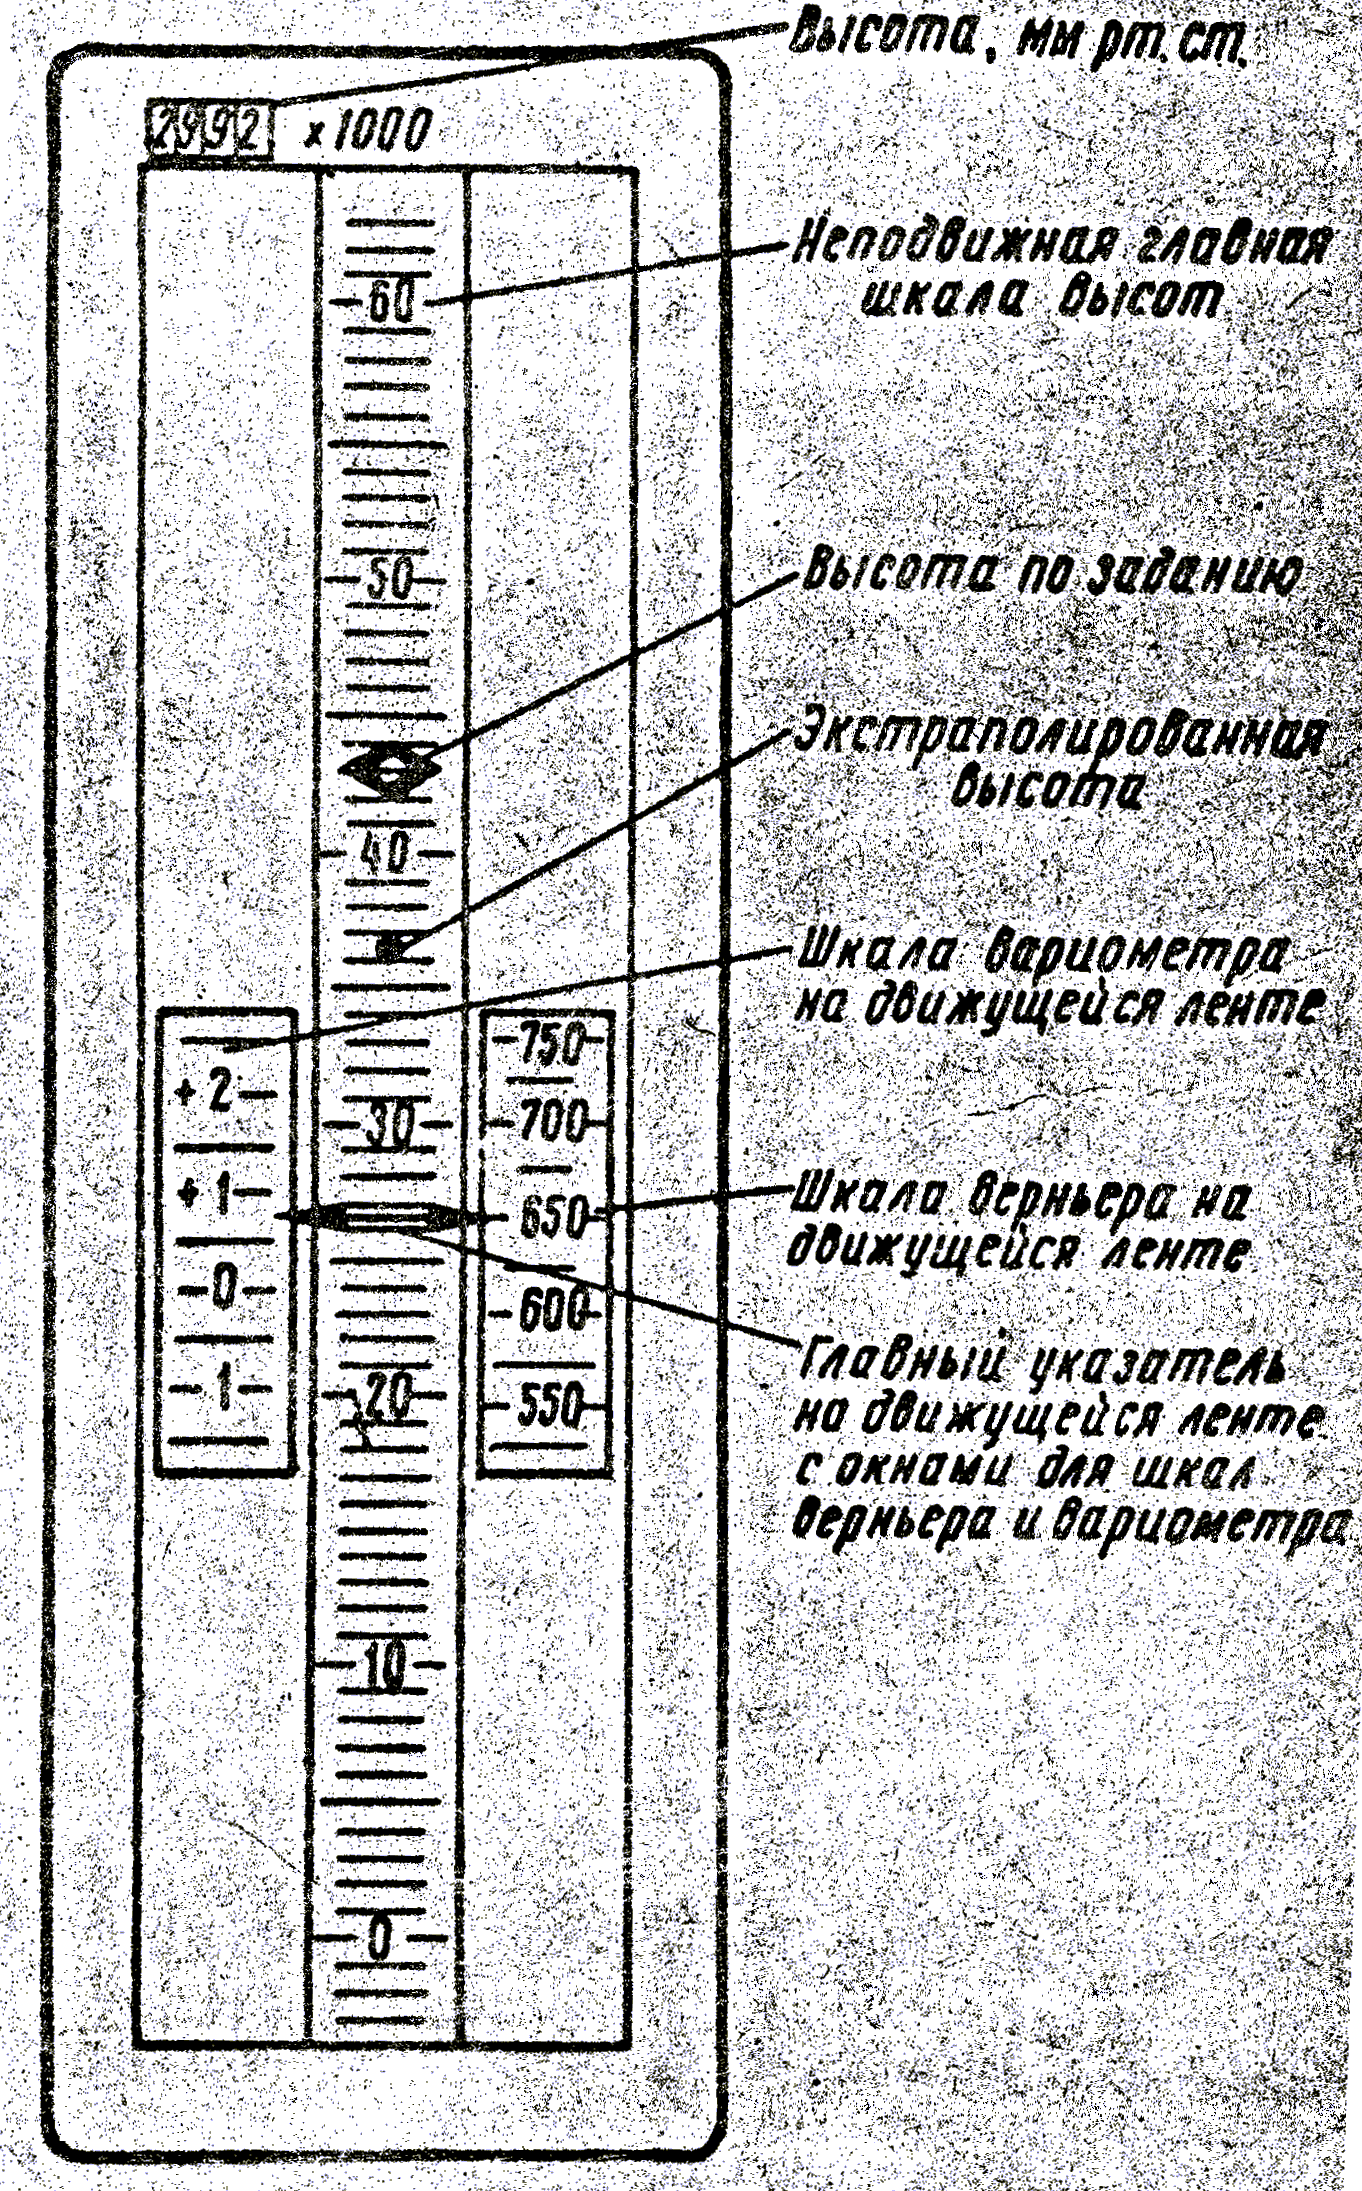 Высота, мм рт. ст.
2992 х1000
Неподвижная главная
шкала высот
60
50
Высота по заданию
Экстраполированная
высота
40
Шкала вариометра
на движущейся ленте
750
+2
30
700
+1
Шкала верньера на
движущейся ленте
650
0
600
Главный указатель
на движущейся ленте
с окнами для шкал
верньера и вариометра
-1-
20
550
10
0